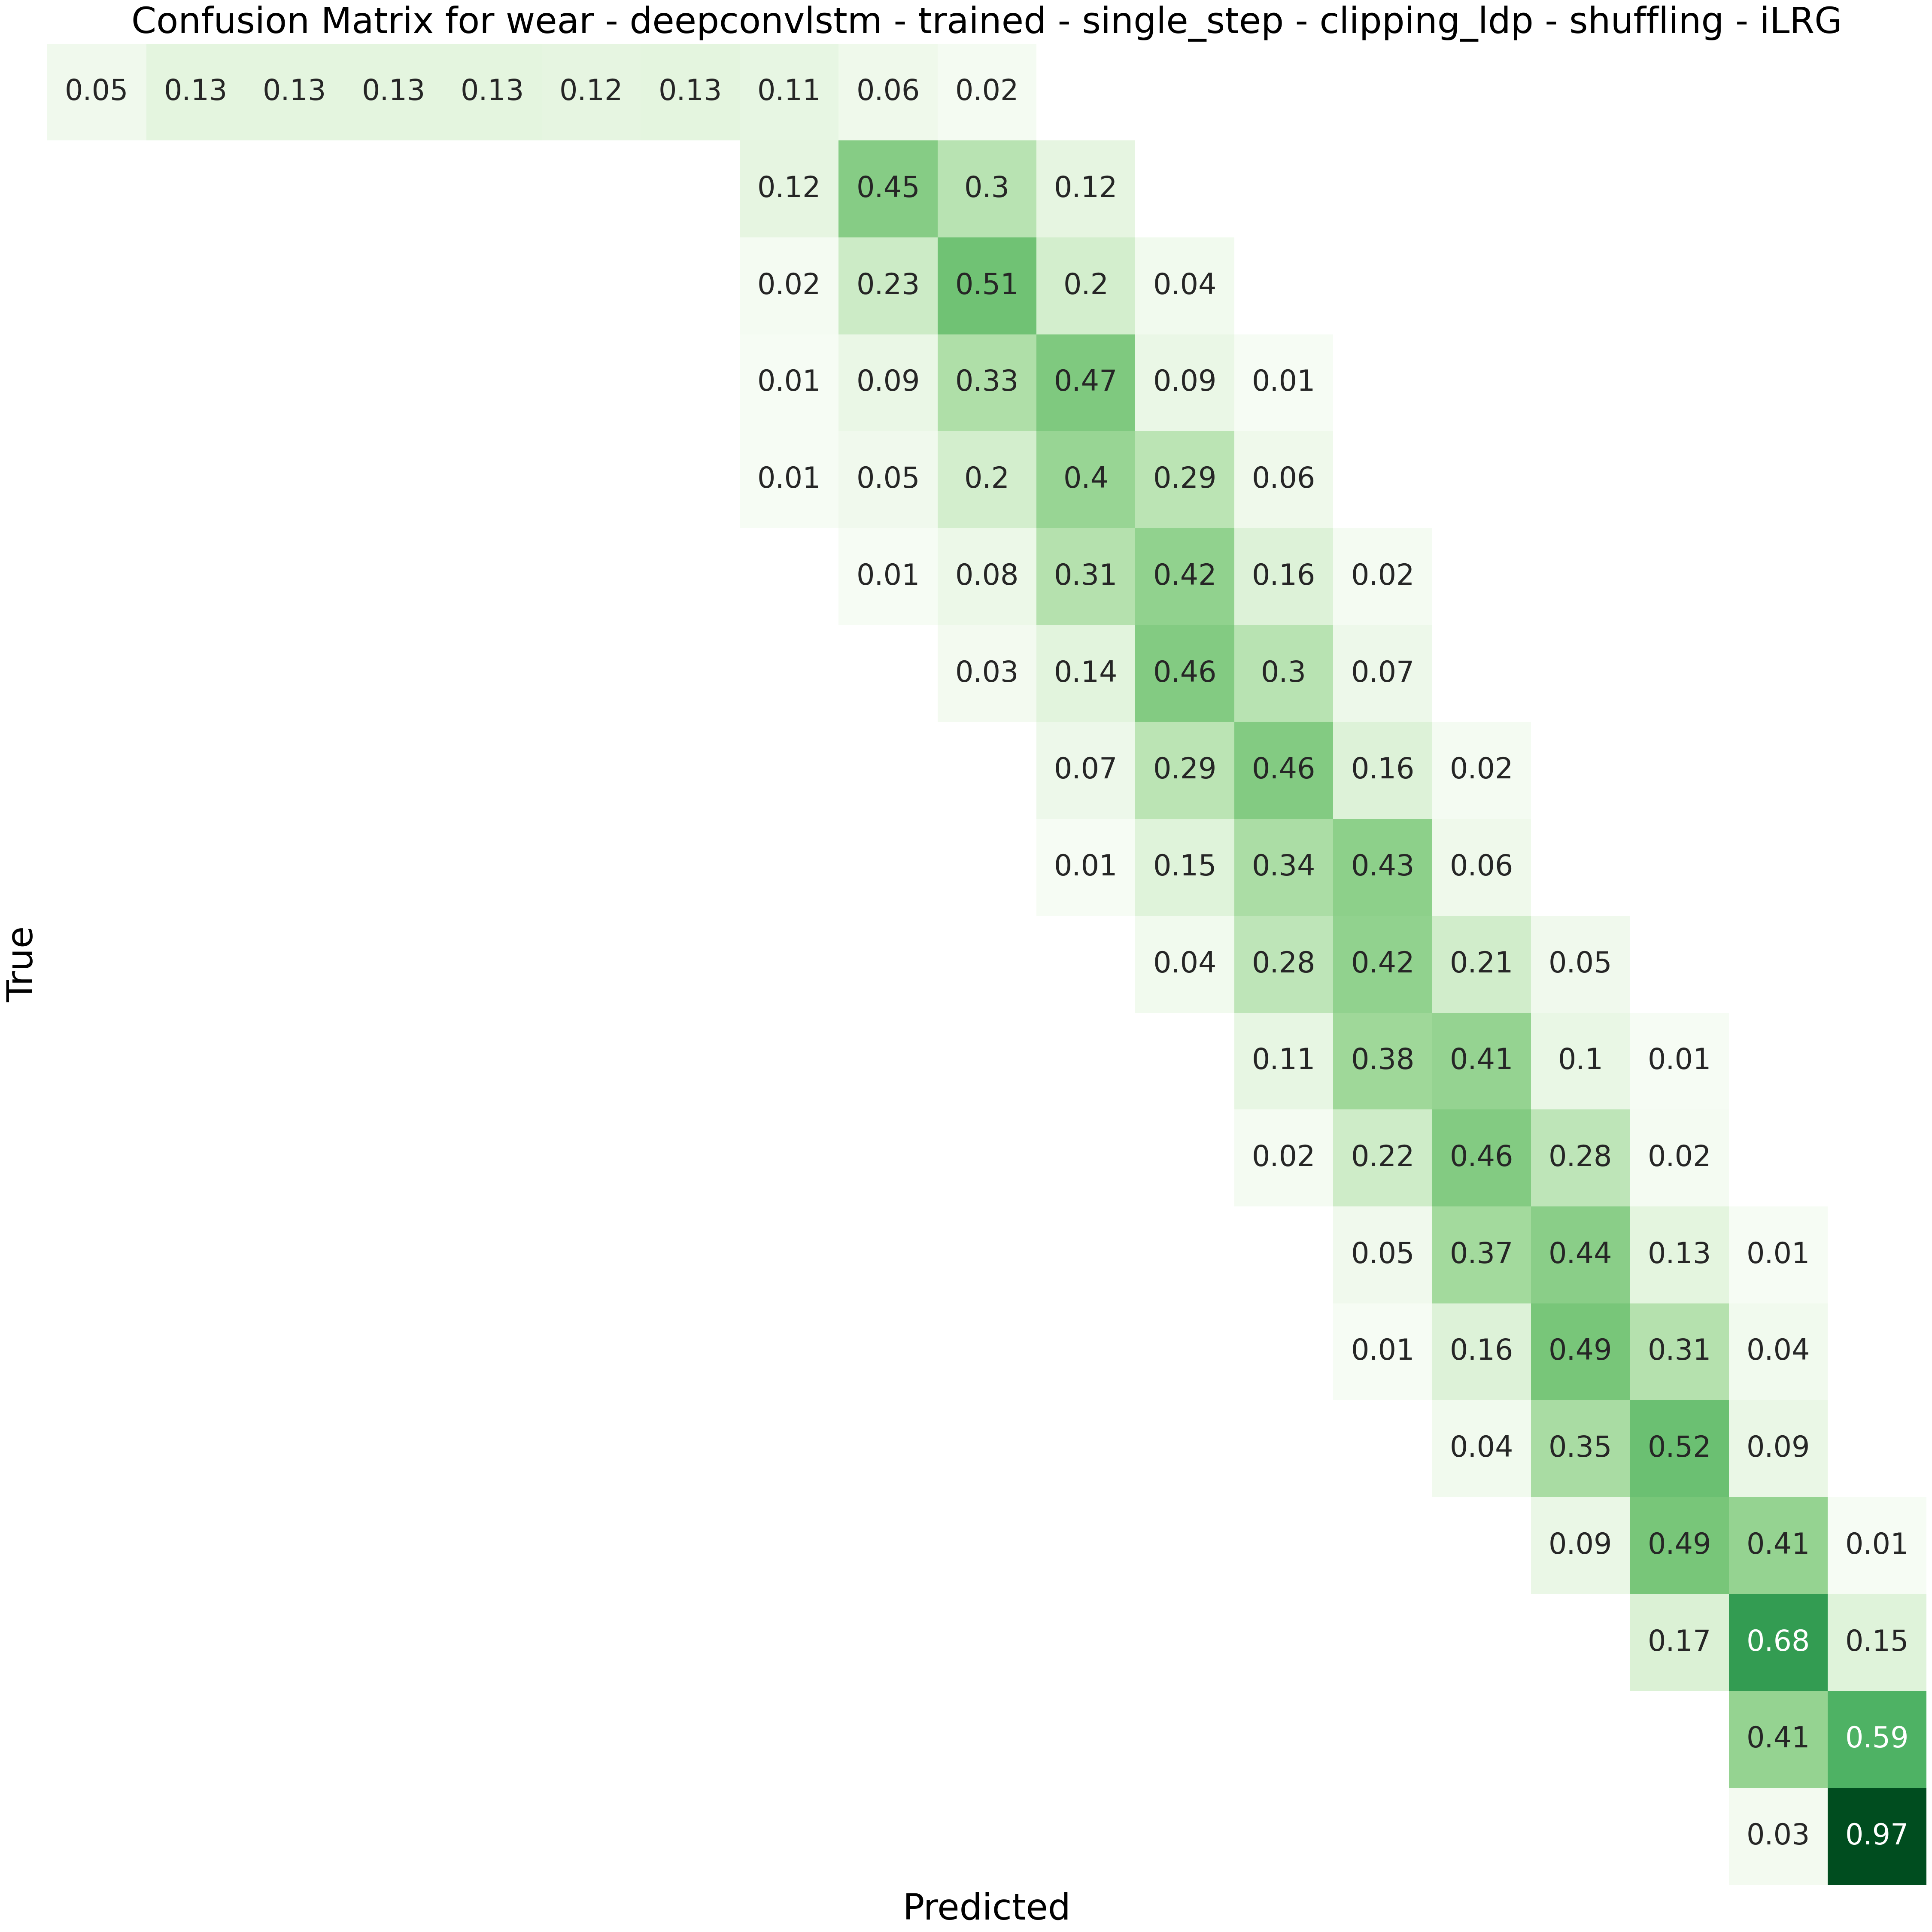 Confusion Matrix for wear - deepconvlstm - trained - single_step - clipping_ldp - shuffling - iLRG
0.05 0.13 0.13 0.13 0.13 0.12 0.13 0.11 0.06 0.02
0.12 0.45 0.3 0.12
0.02 0.23 0.51 0.2 0.04
0.01 0.09 0.33 0.47 0.09 0.01
0.01 0.05 0.2 0.4 0.29 0.06
0.01 0.08 0.31 0.42 0.16 0.02
0.03 0.14 0.46 0.3 0.07
0.07 0.29 0.46 0.16 0.02
0.01 0.15 0.34 0.43 0.06
0.04 0.28 0.42 0.21 0.05
0.11 0.38 0.41 0.1 0.01
0.02 0.22 0.46 0.28 0.02
0.05 0.37 0.44 0.13 0.01
0.01 0.16 0.49 0.31 0.04
0.04 0.35 0.52 0.09
0.09 0.49 0.41 0.01
0.17 0.68 0.15
0.41 0.59
0.03 0.97
True
Predicted